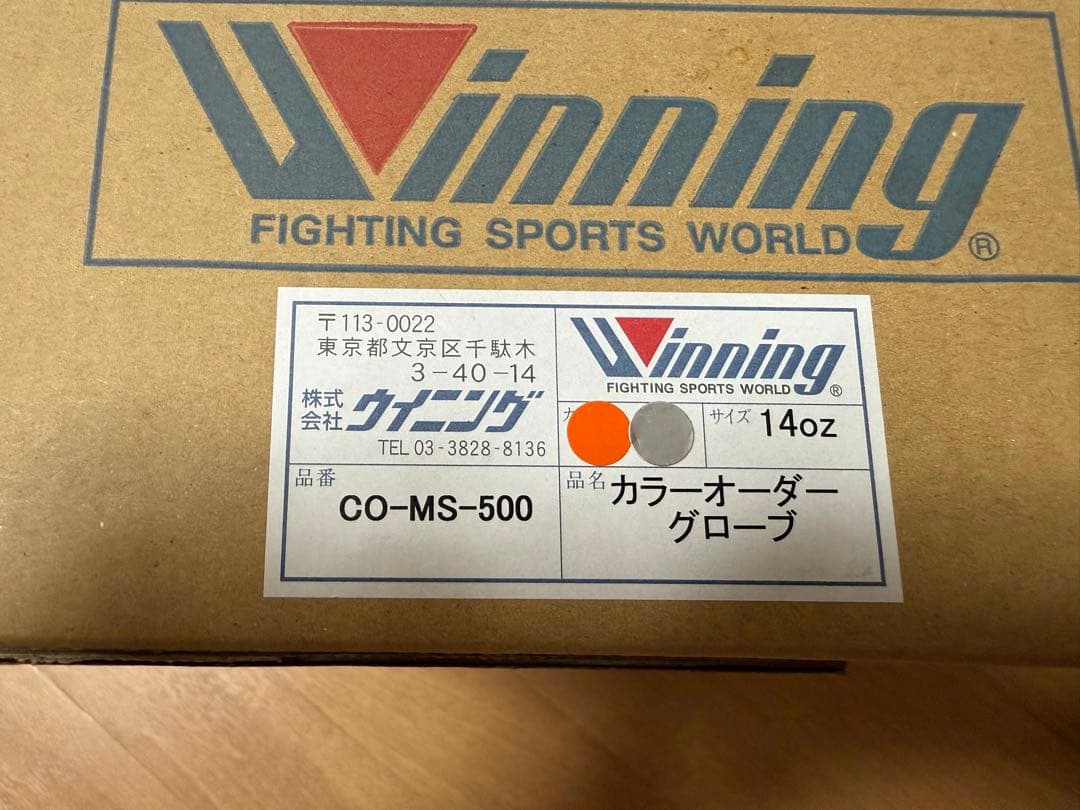 Winning
FIGHTING SPORTS WORLD®
〒113-0022
東京都文京区千駄木
3-40-14
株式会社 ウイニング
TEL 03-3828-8136
Winning
FIGHTING SPORTS WORLD®
サイズ 14oz
品番
CO-MS-500
品名 カラーオーダー
グローブ